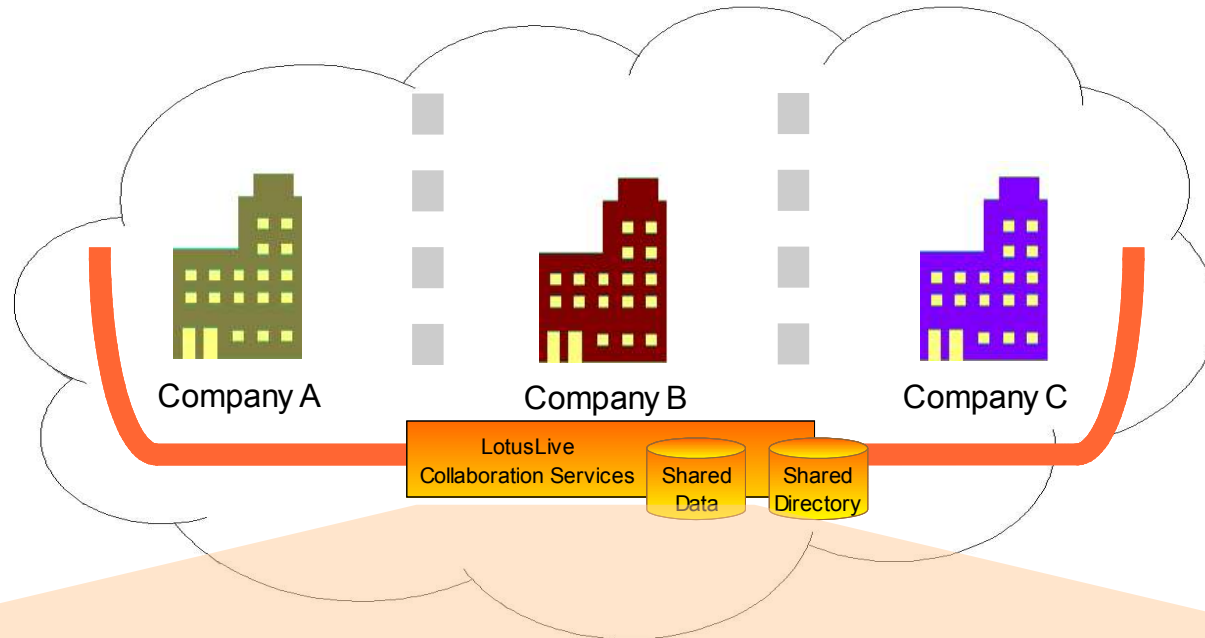 Company A
Company B
Company C
LotusLive
Collaboration Services
Shared
Data
Shared
Directory